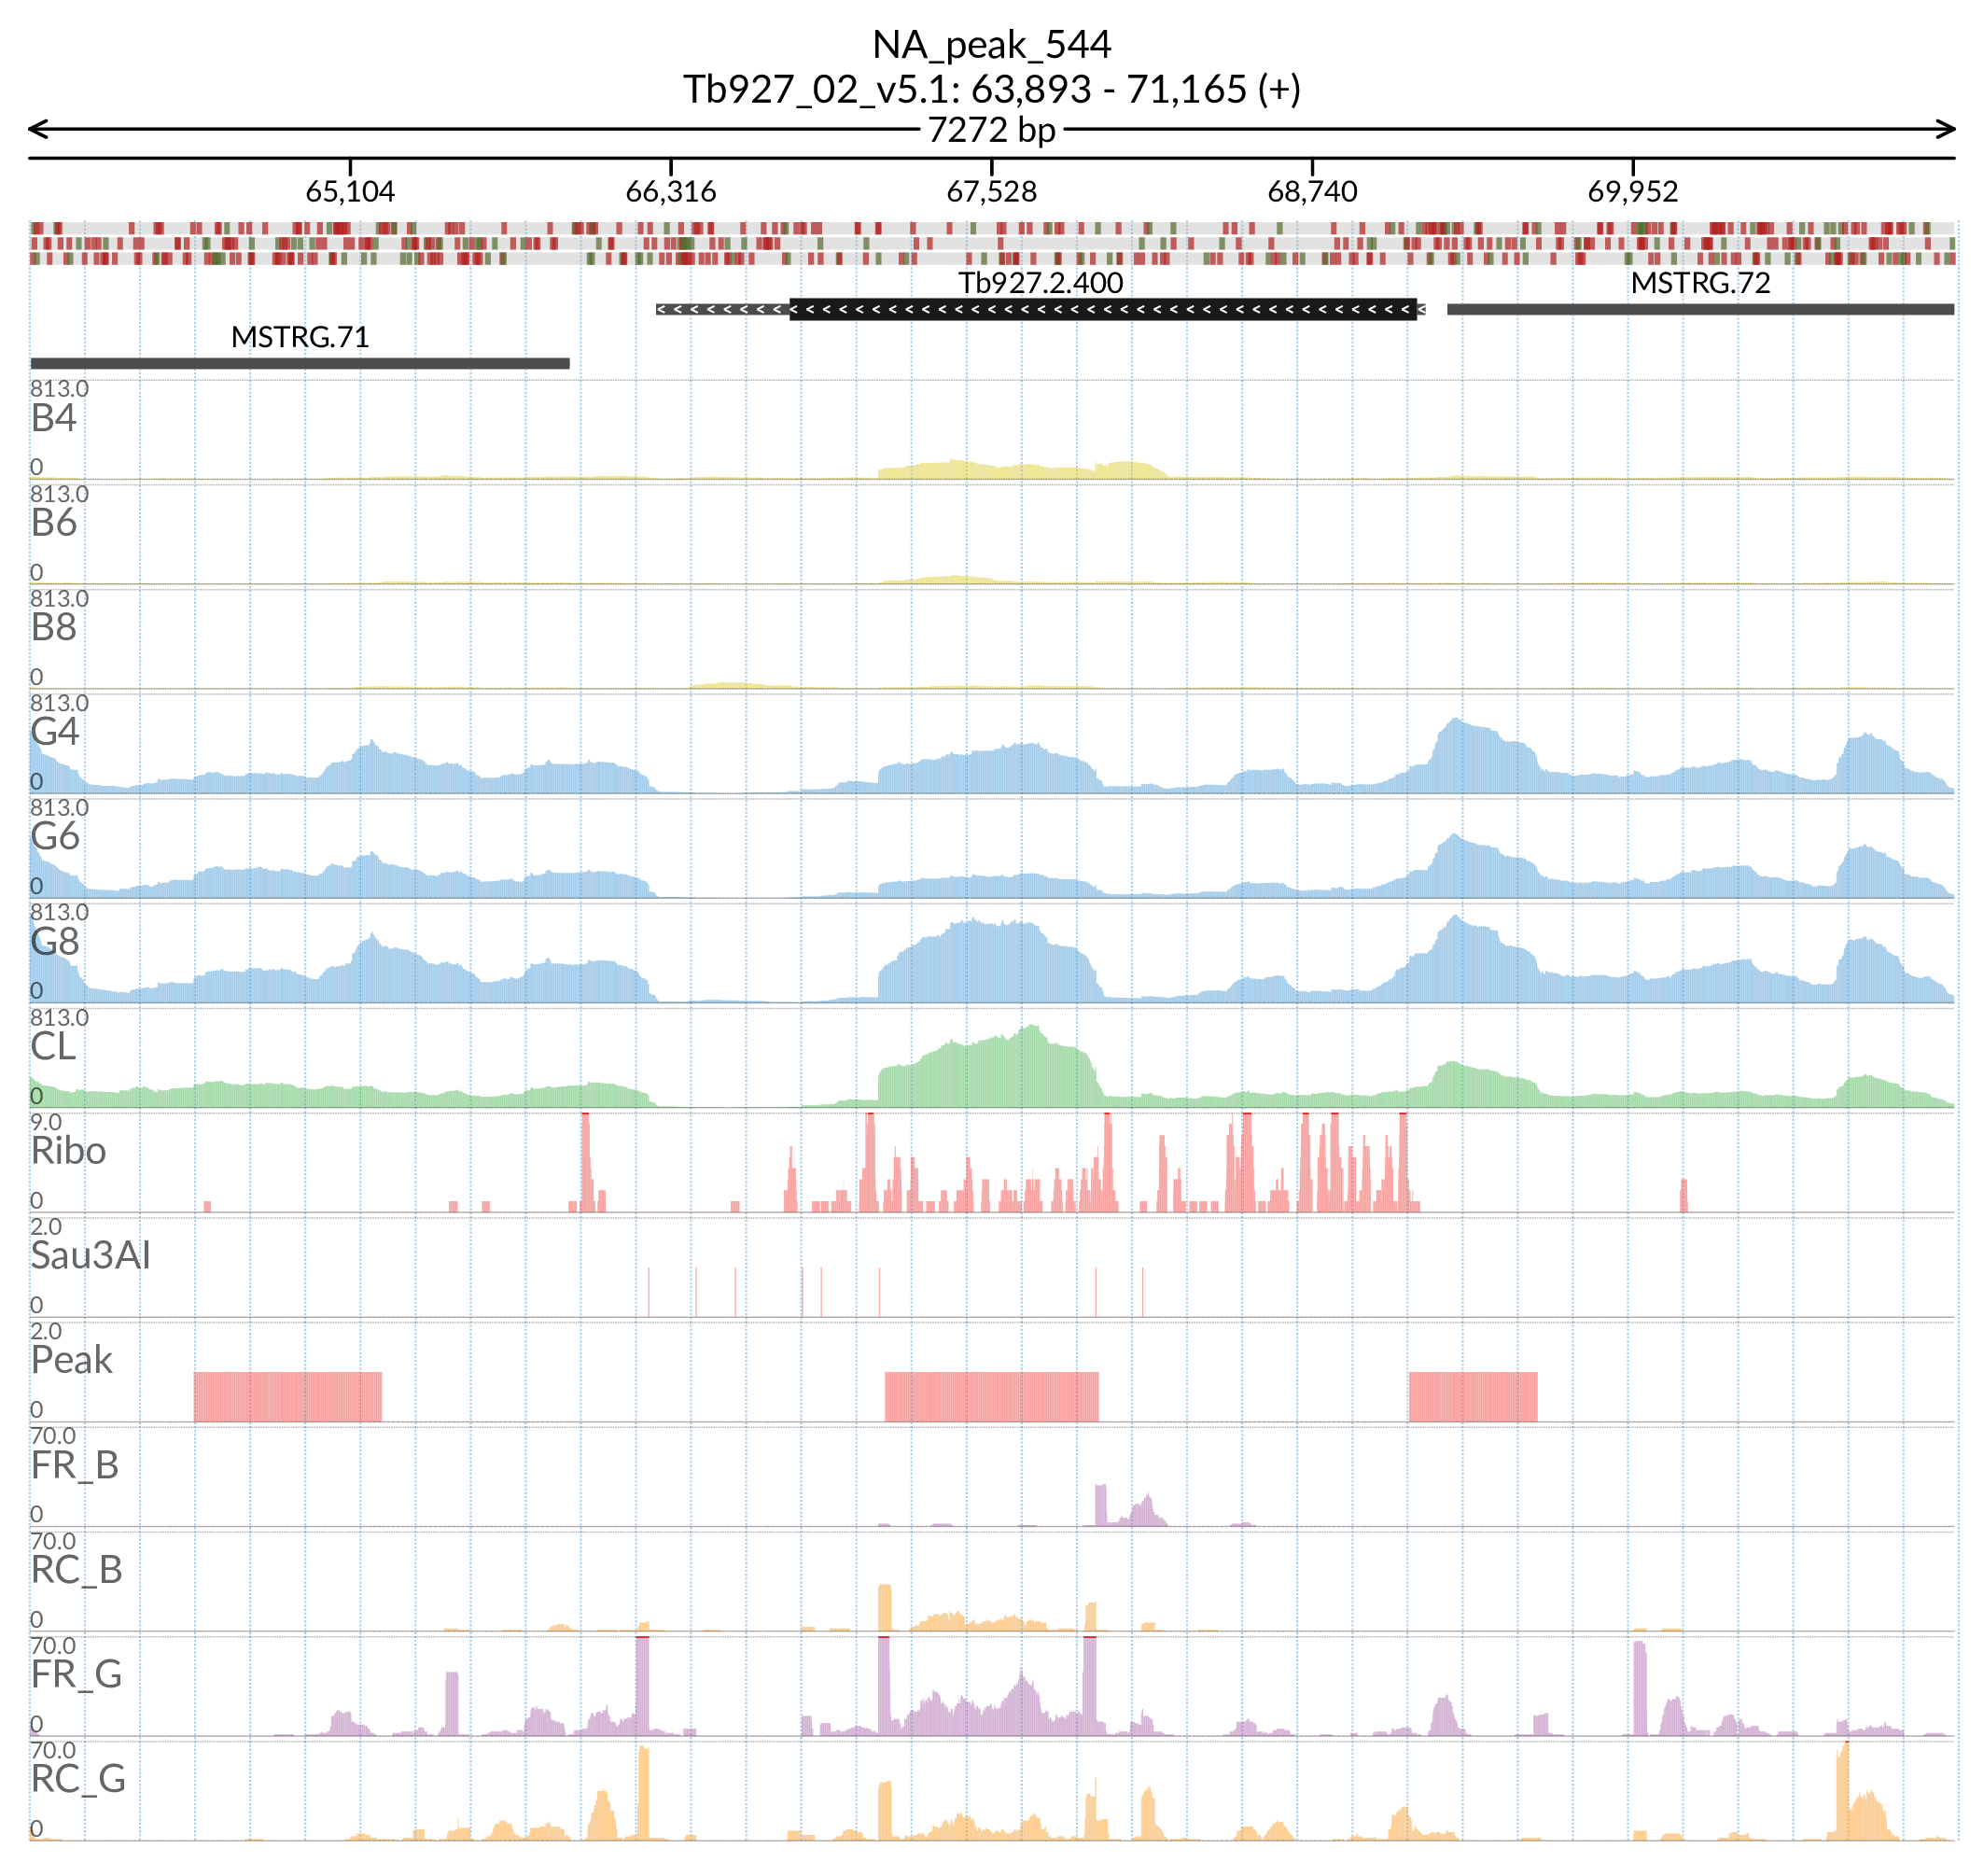 NA_peak_544
Tb927_02_v5.1: 63,893 - 71,165 (+)
7272 bp
65,104 66,316 67,528 68,740 69,952
Tb927.2.400 MSTRG.72
MSTRG.71
813.0
B4
0
813.0
B6
0
813.0
B8
0
813.0
G4
0
813.0
G6
0
813.0
G8
0
813.0
CL
0
9.0
Ribo
0
2.0
Sau3AI
0
2.0
Peak
0
70.0
FR_B
0
70.0
RC_B
0
70.0
FR_G
0
70.0
RC_G
0